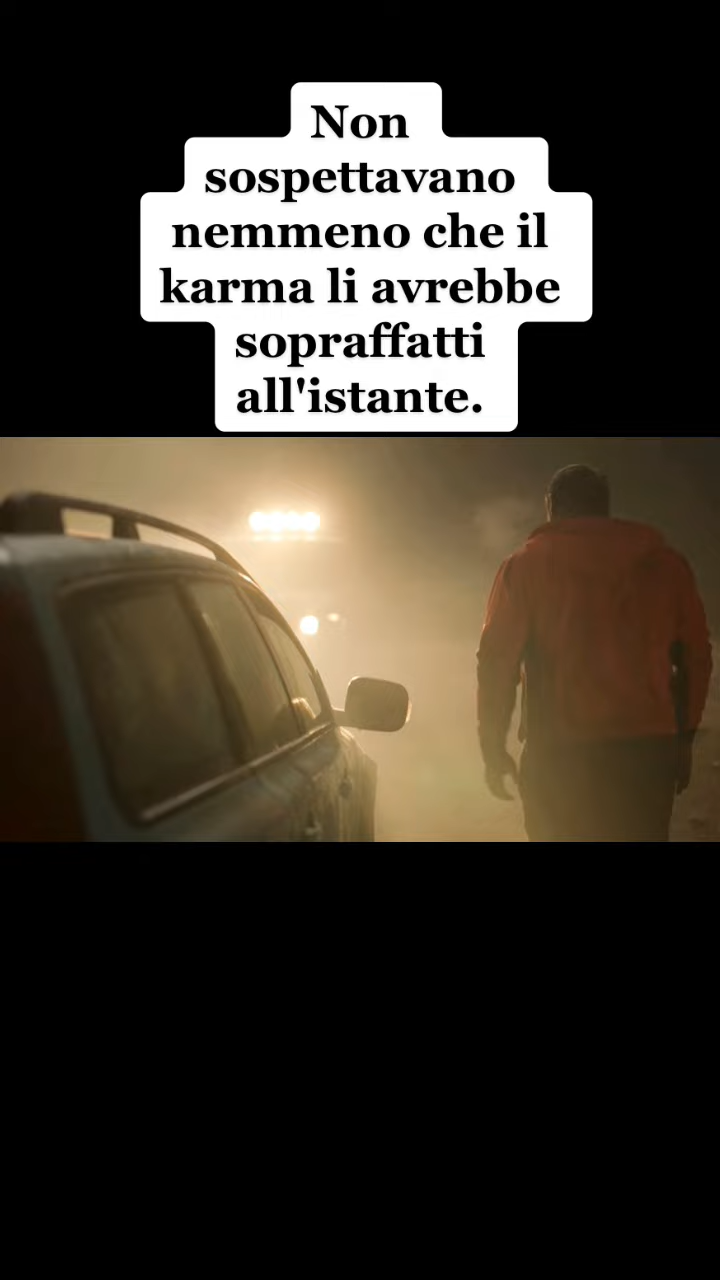 Non
sospettavano
nemmeno che il
karma li avrebbe
sopraffatti
all'istante.